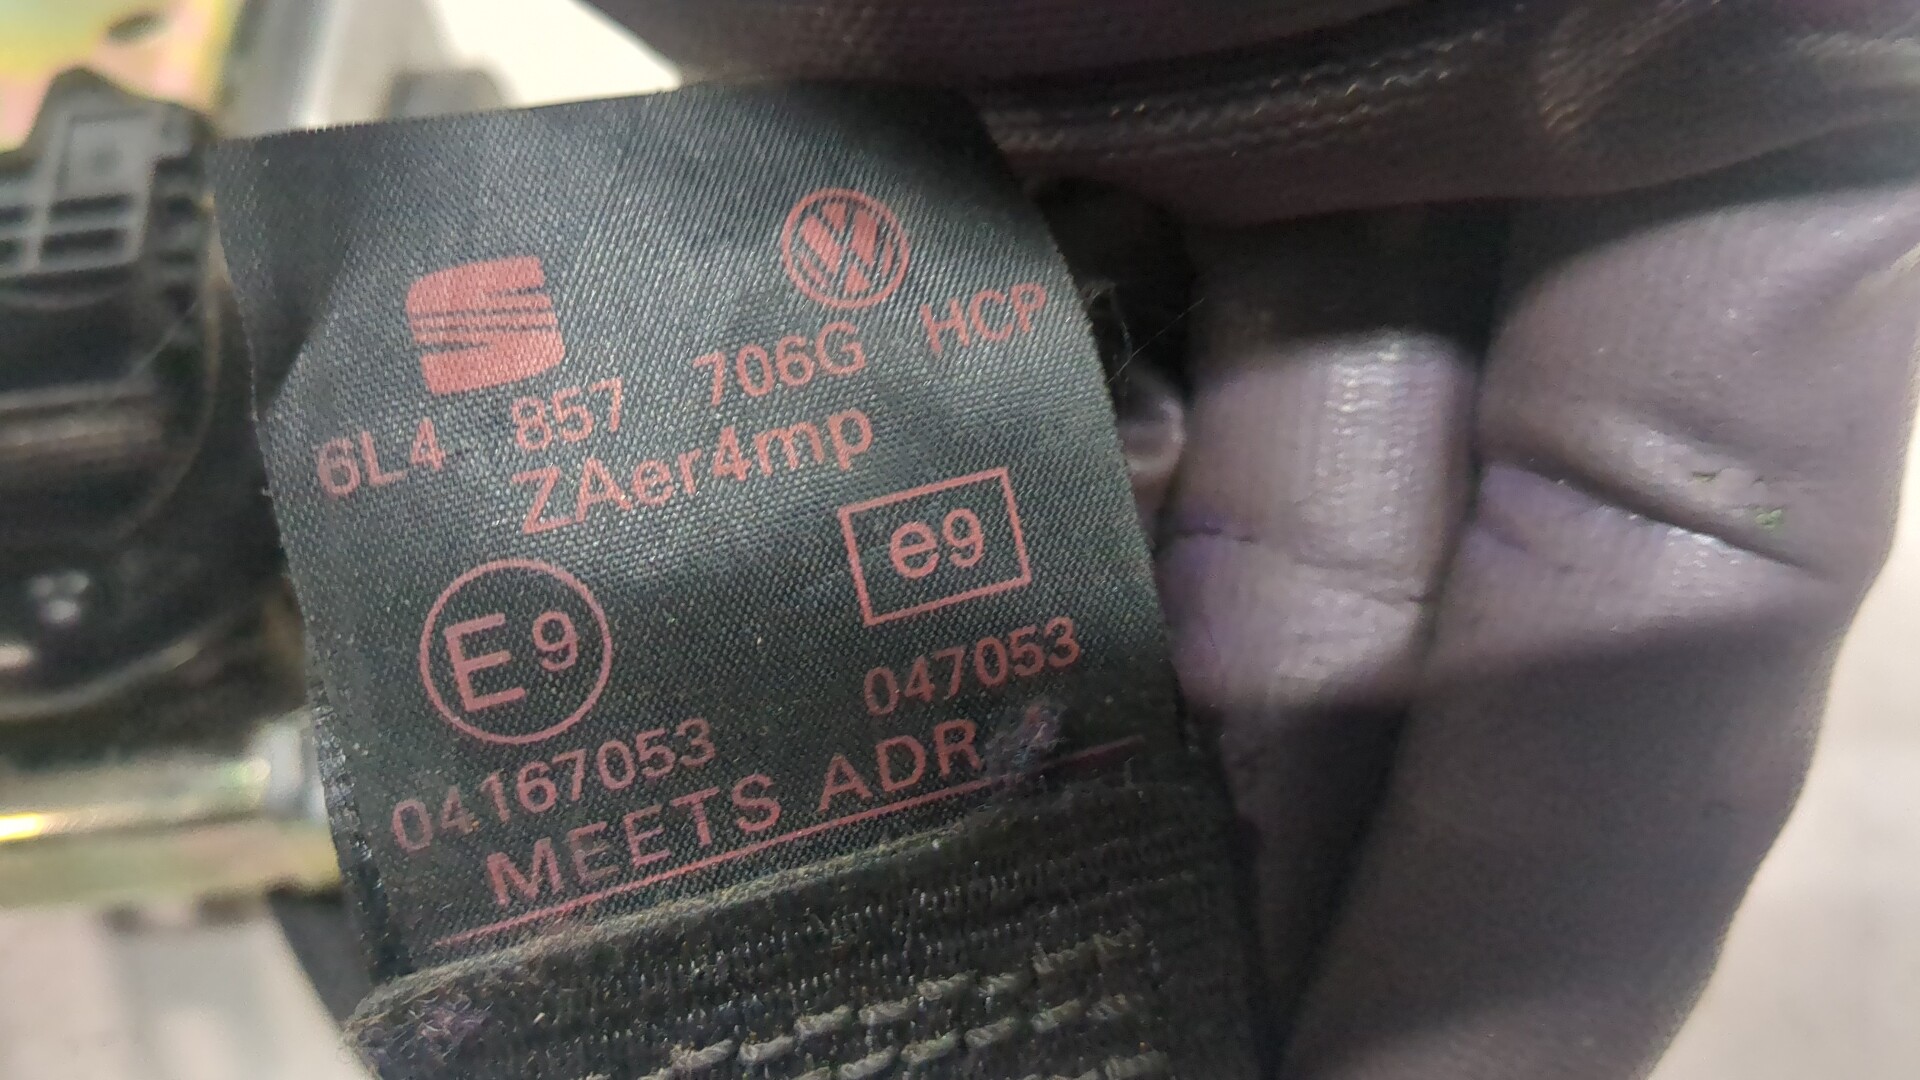 6L4 857 706G HCP
ZAer4mp
E9 e9
04167053 047053
MEETS ADR